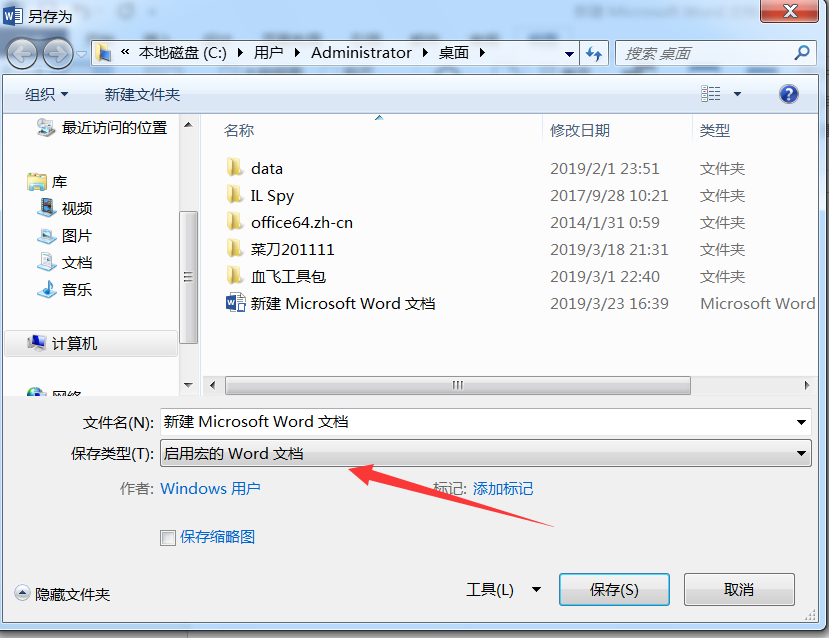 另存为
« 本地磁盘 (C:) 用户 Administrator 桌面
搜索 桌面
组织 新建文件夹
最近访问的位置
库
视频
图片
文档
音乐
计算机
网络
名称 修改日期 类型
data 2019/2/1 23:51 文件夹
IL Spy 2017/9/28 10:21 文件夹
office64.zh-cn 2014/1/31 0:59 文件夹
菜刀201111 2019/3/18 21:31 文件夹
血飞工具包 2019/3/1 22:40 文件夹
新建 Microsoft Word 文档 2019/3/23 16:39 Microsoft Word
文件名(N): 新建 Microsoft Word 文档
保存类型(T): 启用宏的 Word 文档
作者: Windows 用户 标记: 添加标记
保存缩略图
隐藏文件夹 工具(L) 保存(S) 取消